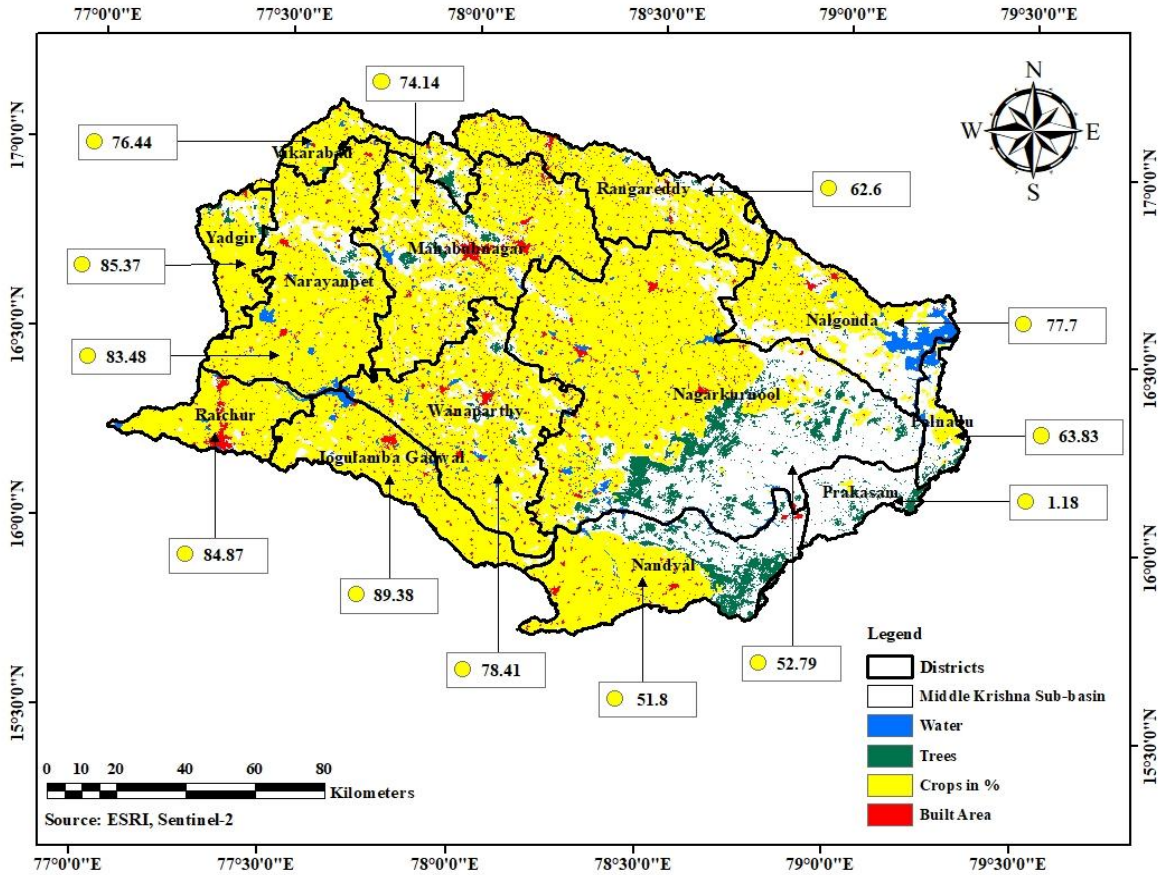 77°0'0"E 77°30'0"E 78°0'0"E 78°30'0"E 79°0'0"E 79°30'0"E
N
W E
S
74.14
76.44
Vikarabad
Rangareddy
62.6
Yadgir
Mahabubnagar
85.37
Narayanpet
Nalgonda
77.7
83.48
Nagarkurnool
Raichur
Wanaparthy
Palnadu
63.83
Jogulamba Gadwal
Prakasam
1.18
84.87
Nandyal
89.38
78.41
51.8
52.79
17°0'0"N
16°30'0"N
16°0'0"N
15°30'0"N
17°0'0"N
16°30'0"N
16°0'0"N
15°30'0"N
Legend
Districts
Middle Krishna Sub-basin
Water
Trees
Crops in %
Built Area
0 10 20 40 60 80
Kilometers
Source: ESRI, Sentinel-2
77°0'0"E 77°30'0"E 78°0'0"E 78°30'0"E 79°0'0"E 79°30'0"E